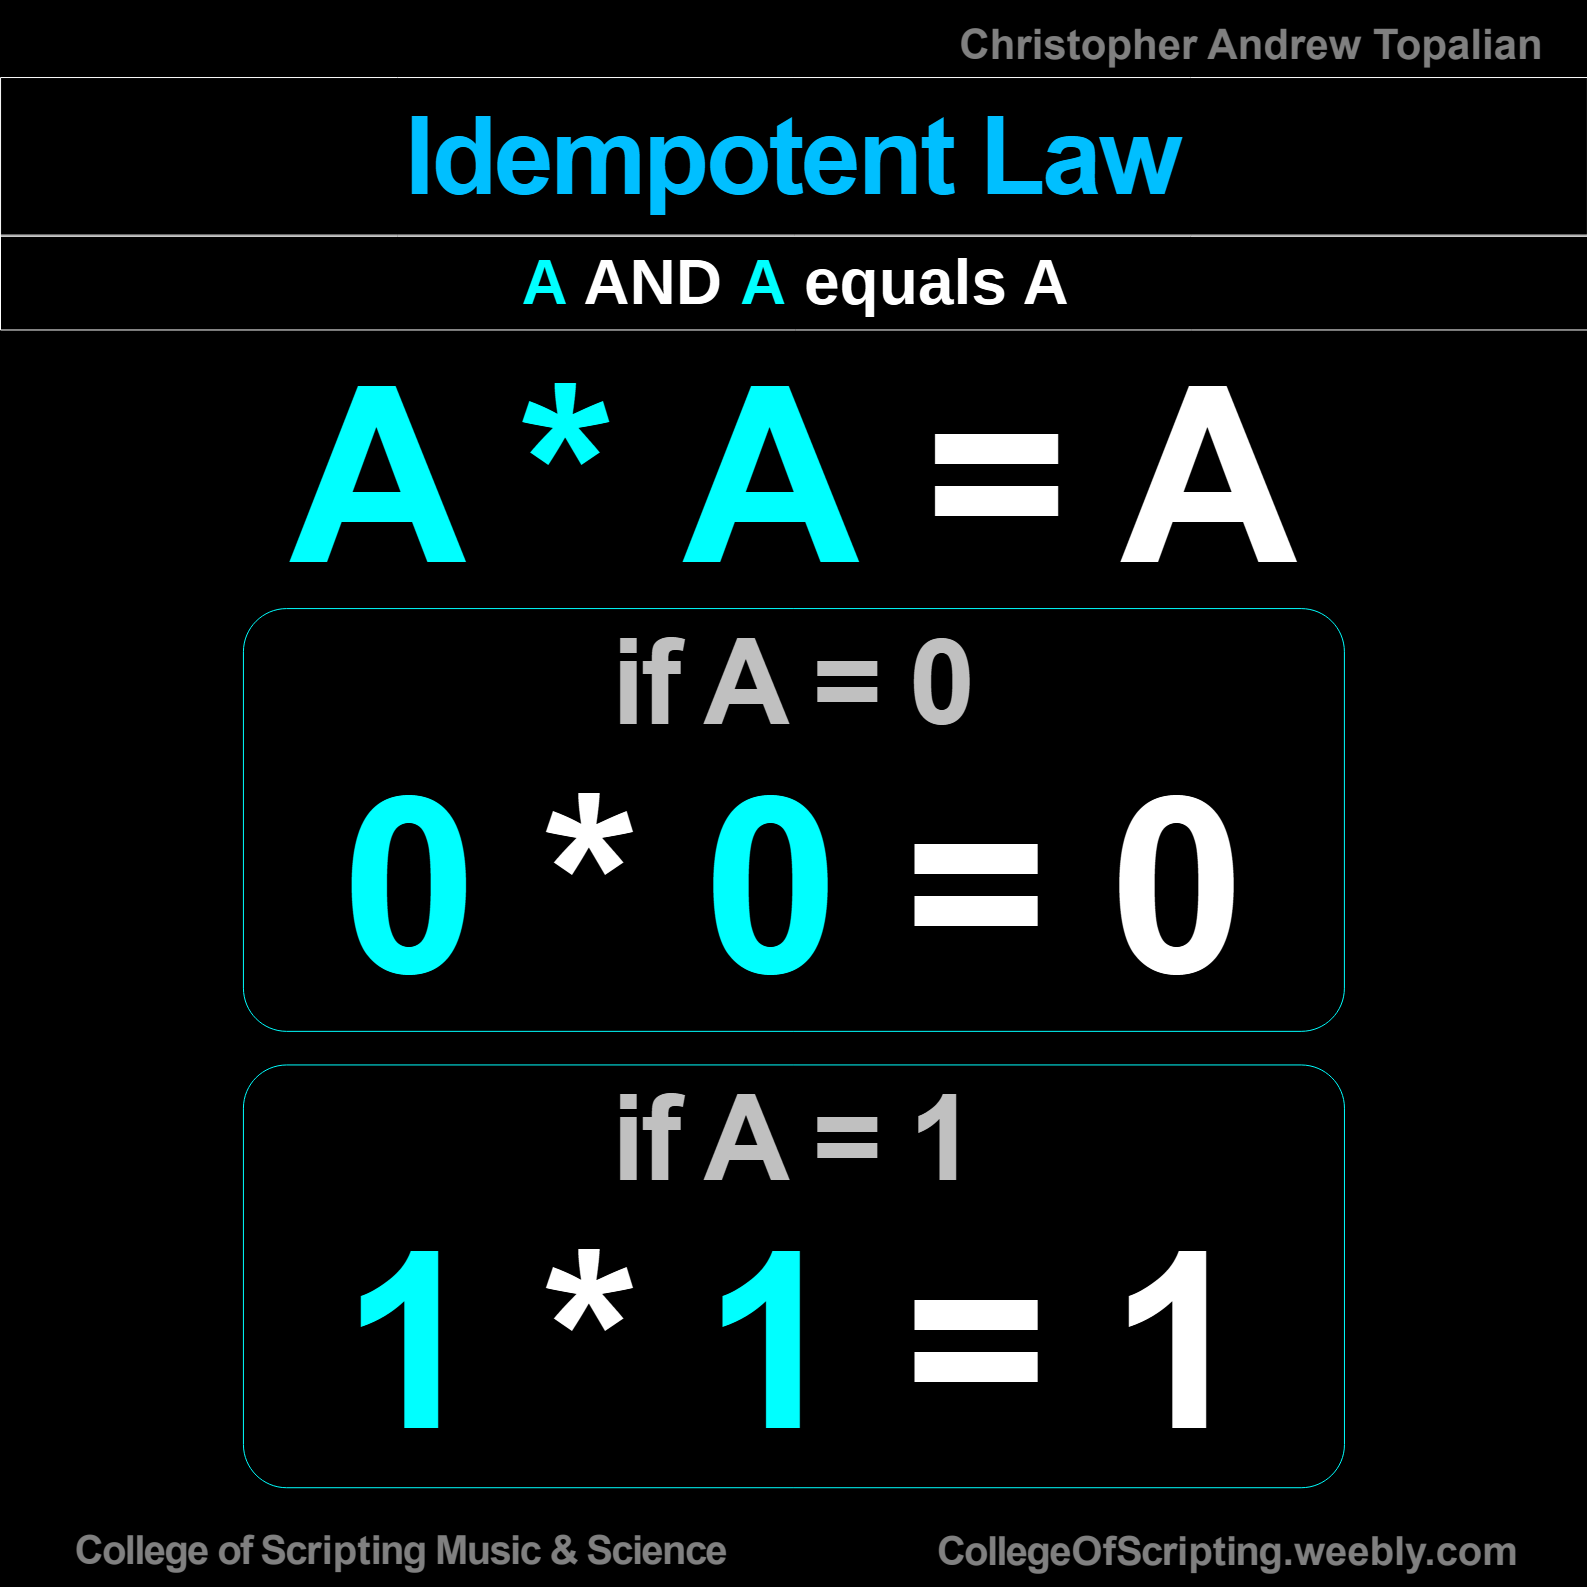 Christopher Andrew Topalian
Idempotent Law
A AND A equals A
A * A = A
if A = 0
0 * 0 = 0
if A = 1
1 * 1 = 1
College of Scripting Music & Science
CollegeOfScripting.weebly.com